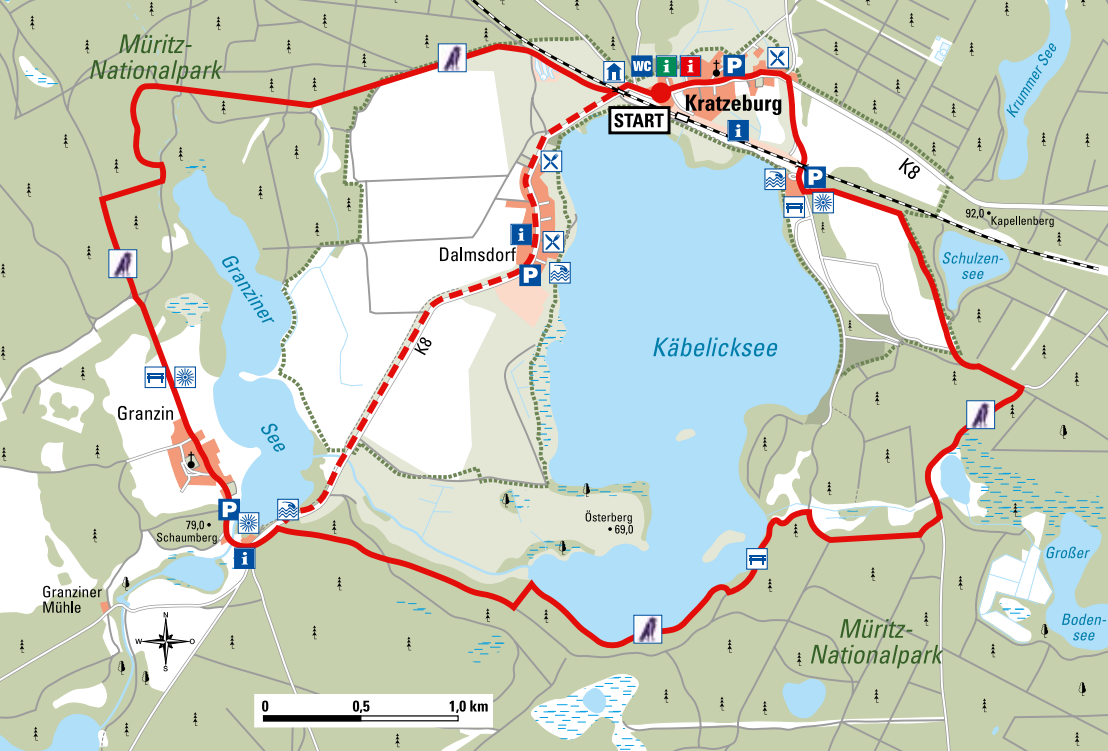 Müritz-
Nationalpark
WC
i
i
P
START
Kratzeburg
i
K8
P
Krummer See
92,0
Kapellenberg
Schulzen-
see
Dalmsdorf
i
P
Granziner
See
K8
Käbelicksee
Granzin
P
79,0
Schaumberg
i
Österberg
69,0
Granziner
Mühle
N
W
O
S
Großer
Boden-
see
Müritz-
Nationalpark
0 0,5 1,0 km